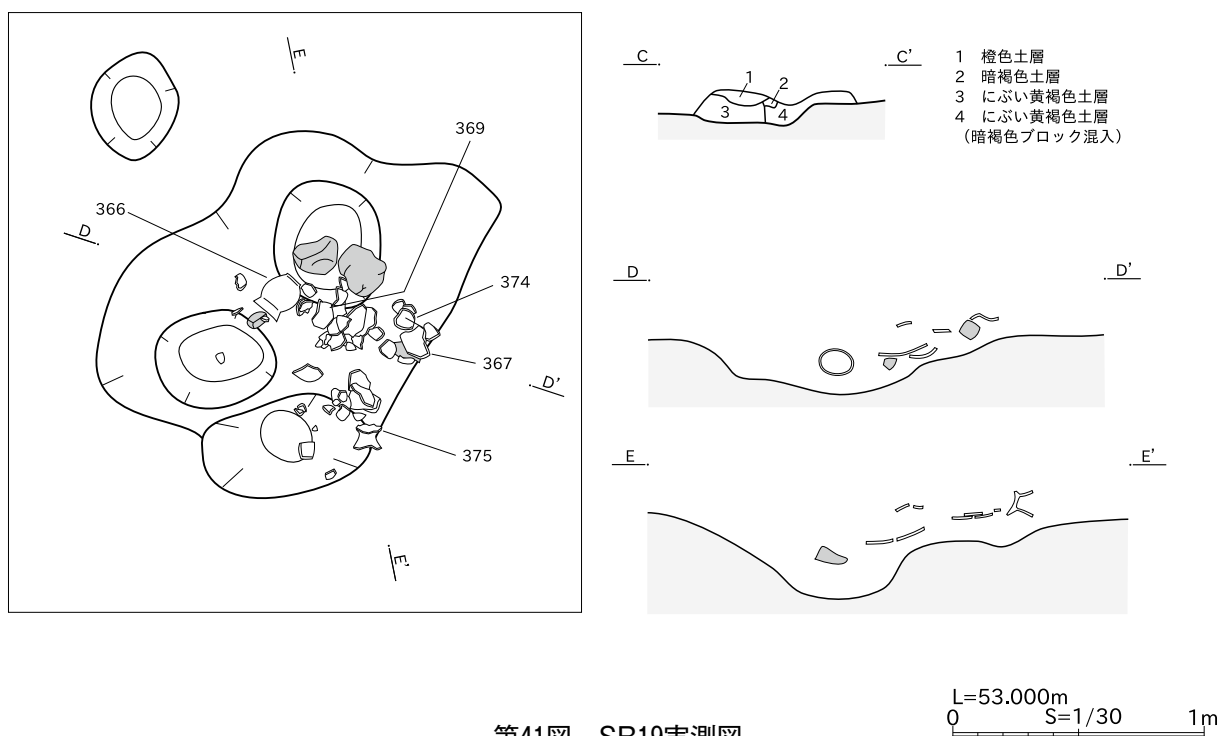 E
369
366
D
374
367
D'
375
E'
C
C'
1
2
3
4
1 橙色土層
2 暗褐色土層
3 にぶい黄褐色土層
4 にぶい黄褐色土層
（暗褐色ブロック混入）
D
D'
E
E'
L=53.000m
0 S=1/30 1m
第41図 SB19実測図